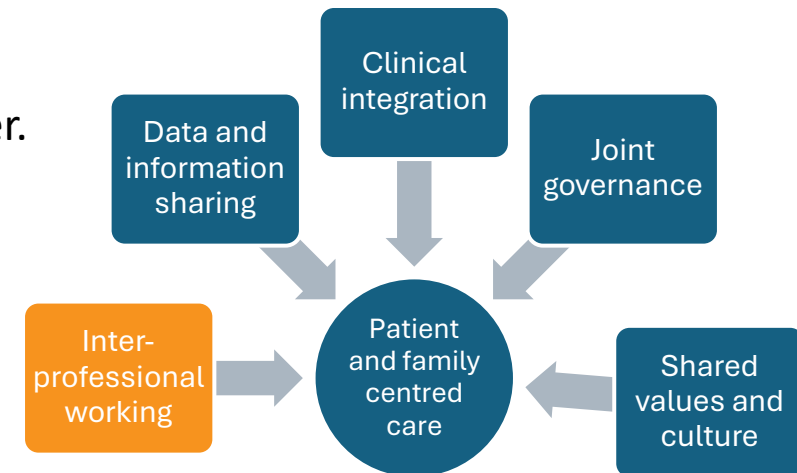 er.
Clinical
integration
Data and
information
sharing
Joint
governance
Inter-
professional
working
Patient
and family
centred
care
Shared
values and
culture